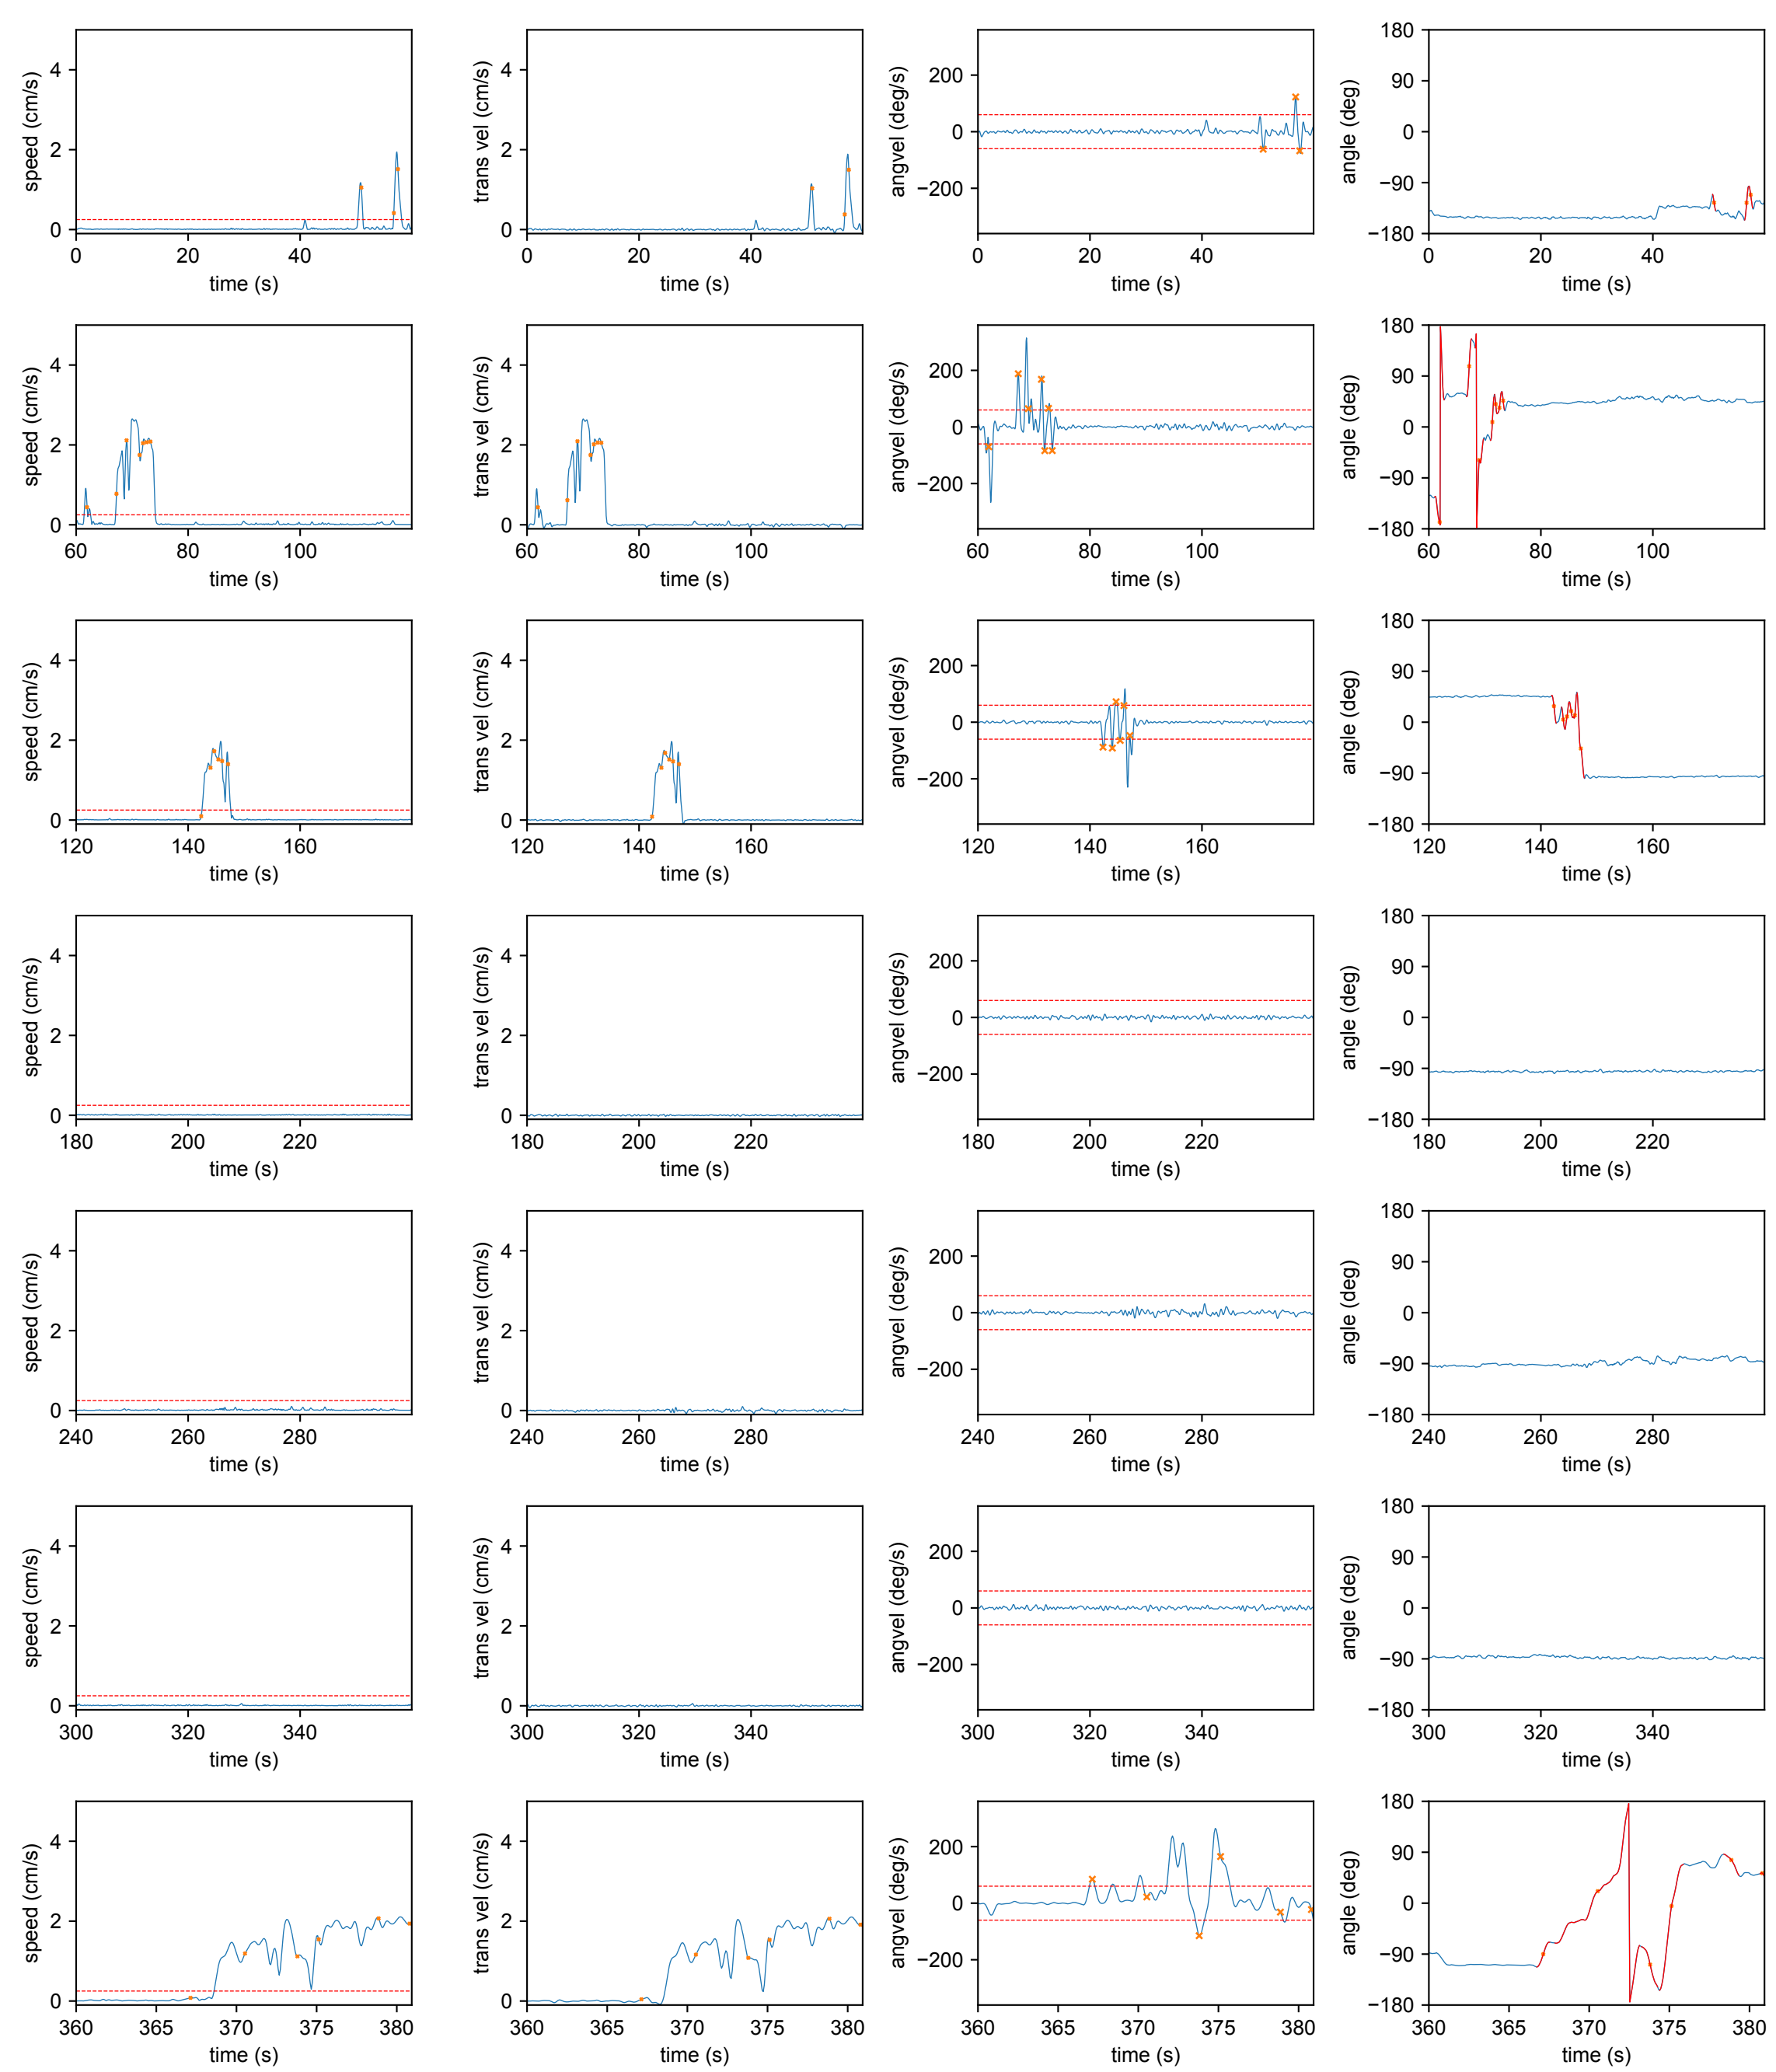 speed (cm/s)
4
2
0
0 20 40
time (s)
trans vel (cm/s)
4
2
0
0 20 40
time (s)
angvel (deg/s)
200
0
−200
0 20 40
time (s)
angle (deg)
180
90
0
−90
−180
0 20 40
time (s)
speed (cm/s)
4
2
0
60 80 100
time (s)
trans vel (cm/s)
4
2
0
60 80 100
time (s)
angvel (deg/s)
200
0
−200
60 80 100
time (s)
angle (deg)
180
90
0
−90
−180
60 80 100
time (s)
speed (cm/s)
4
2
0
120 140 160
time (s)
trans vel (cm/s)
4
2
0
120 140 160
time (s)
angvel (deg/s)
200
0
−200
120 140 160
time (s)
angle (deg)
180
90
0
−90
−180
120 140 160
time (s)
speed (cm/s)
4
2
0
180 200 220
time (s)
trans vel (cm/s)
4
2
0
180 200 220
time (s)
angvel (deg/s)
200
0
−200
180 200 220
time (s)
angle (deg)
180
90
0
−90
−180
180 200 220
time (s)
speed (cm/s)
4
2
0
240 260 280
time (s)
trans vel (cm/s)
4
2
0
240 260 280
time (s)
angvel (deg/s)
200
0
−200
240 260 280
time (s)
angle (deg)
180
90
0
−90
−180
240 260 280
time (s)
speed (cm/s)
4
2
0
300 320 340
time (s)
trans vel (cm/s)
4
2
0
300 320 340
time (s)
angvel (deg/s)
200
0
−200
300 320 340
time (s)
angle (deg)
180
90
0
−90
−180
300 320 340
time (s)
speed (cm/s)
4
2
0
360 365 370 375 380
time (s)
trans vel (cm/s)
4
2
0
360 365 370 375 380
time (s)
angvel (deg/s)
200
0
−200
360 365 370 375 380
time (s)
angle (deg)
180
90
0
−90
−180
360 365 370 375 380
time (s)